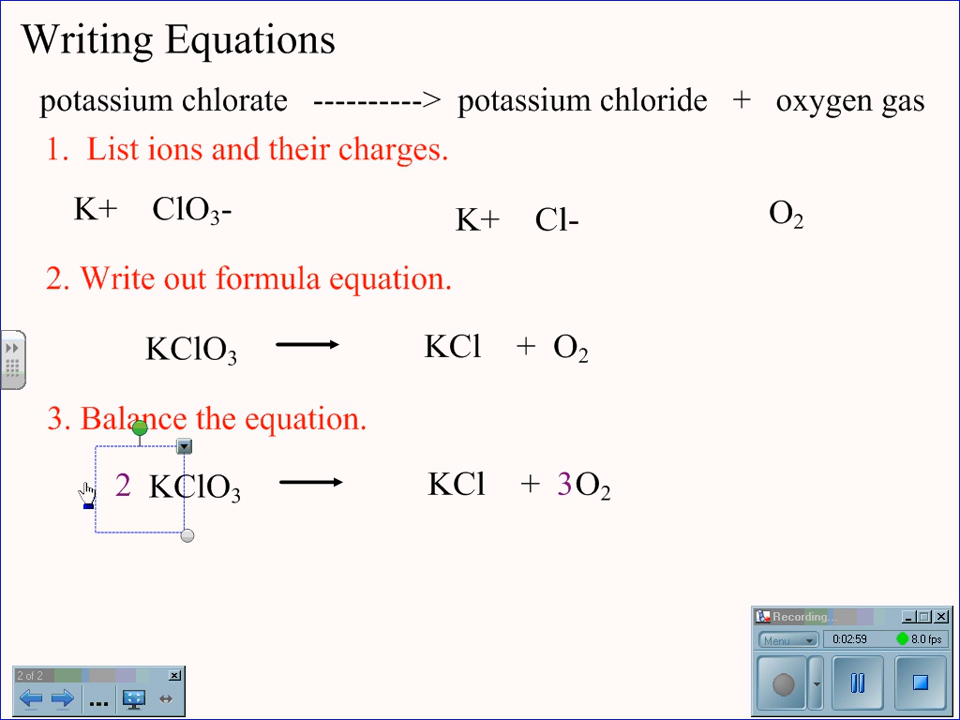 Writing Equations
potassium chlorate ----------> potassium chloride + oxygen gas
1. List ions and their charges.
K+ ClO₃- K+ Cl- O₂
2. Write out formula equation.
KClO₃ → KCl + O₂
3. Balance the equation.
2 KClO₃ → KCl + 3O₂
Recording...
Menu 0:02:59 8.0 fps
2 of 2